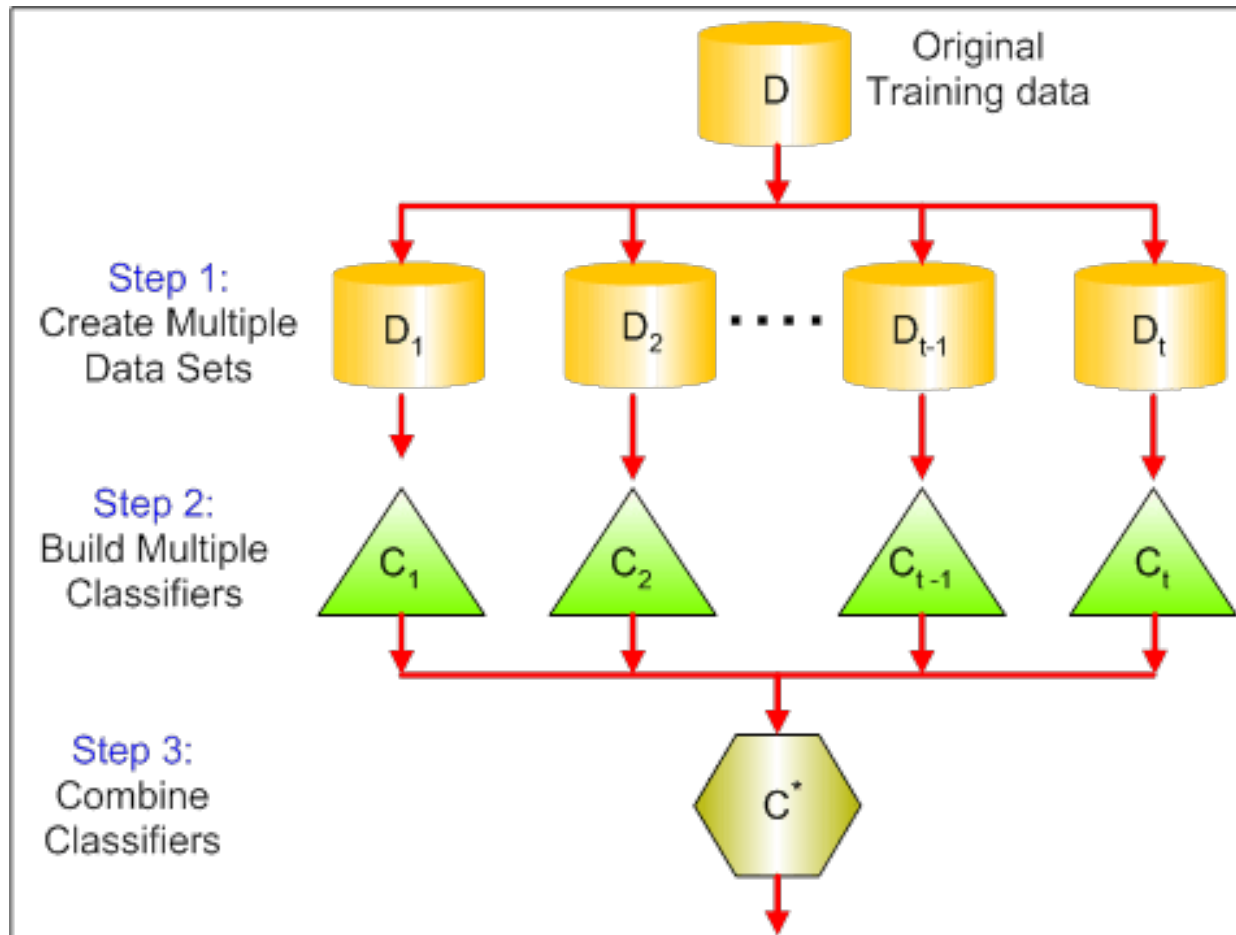 Original
Training data
D
Step 1:
Create Multiple
Data Sets
D₁
D₂
....
Dₜ₋₁
Dₜ
Step 2:
Build Multiple
Classifiers
C₁
C₂
Cₜ₋₁
Cₜ
Step 3:
Combine
Classifiers
C*